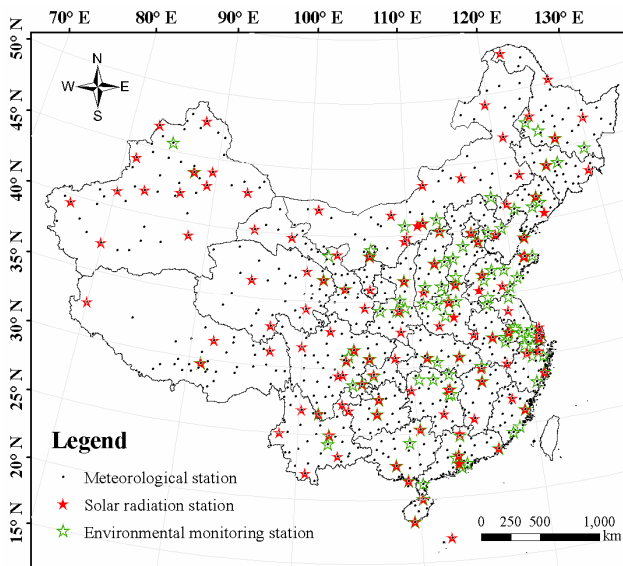 70° E 80° E 90° E 100° E 110° E 120° E 130° E
50° N
45° N
40° N
35° N
30° N
25° N
20° N
15° N
N
W E
S
Legend
Meteorological station
Solar radiation station
Environmental monitoring station
0 250 500 1,000
km